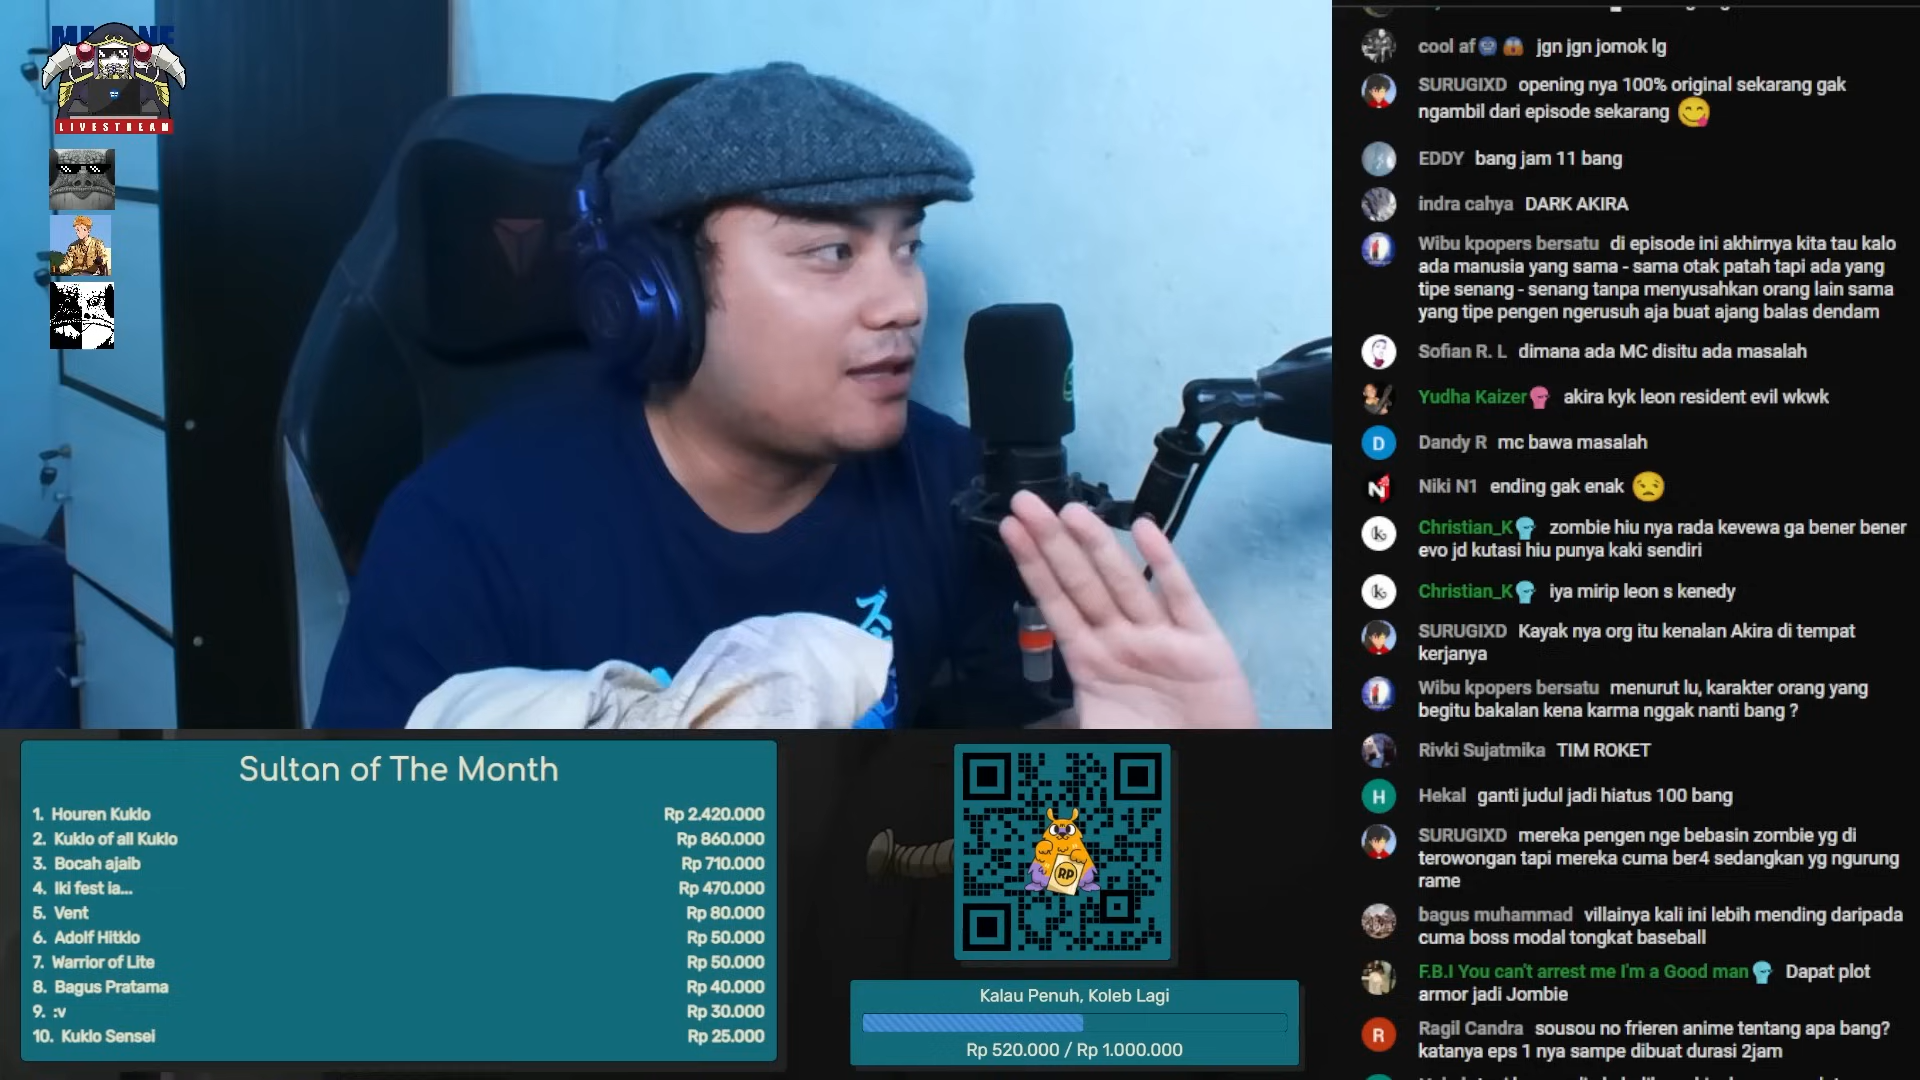 LIVESTREAM
cool af jgn jgn jomok lg
SURUGIXD opening nya 100% original sekarang gak
ngambil dari episode sekarang
EDDY bang jam 11 bang
indra cahya DARK AKIRA
Wibu kpopers bersatu di episode ini akhirnya kita tau kalo
ada manusia yang sama - sama otak patah tapi ada yang
tipe senang - senang tanpa menyusahkan orang lain sama
yang tipe pengen ngerusuh aja buat ajang balas dendam
Sofian R. L dimana ada MC disitu ada masalah
Yudha Kaizer akira kyk leon resident evil wkwk
Dandy R mc bawa masalah
Niki N1 ending gak enak
Christian_K zombie hiu nya rada kevewa ga bener bener
evo jd kutasi hiu punya kaki sendiri
Christian_K iya mirip leon s kenedy
SURUGIXD Kayak nya org itu kenalan Akira di tempat
kerjanya
Wibu kpopers bersatu menurut lu, karakter orang yang
begitu bakalan kena karma nggak nanti bang ?
Rivki Sujatmika TIM ROKET
Hekal ganti judul jadi hiatus 100 bang
SURUGIXD mereka pengen nge bebasin zombie yg di
terowongan tapi mereka cuma ber4 sedangkan yg ngurung
rame
bagus muhammad villainya kali ini lebih mending daripada
cuma boss modal tongkat baseball
F.B.I You can't arrest me I'm a Good man Dapat plot
armor jadi Jombie
Ragil Candra sousou no frieren anime tentang apa bang?
katanya eps 1 nya sampe dibuat durasi 2jam
Sultan of The Month
1. Houren Kuklo Rp 2.420.000
2. Kuklo of all Kuklo Rp 860.000
3. Bocah ajaib Rp 710.000
4. Iki fest ia... Rp 470.000
5. Vent Rp 80.000
6. Adolf Hitklo Rp 50.000
7. Warrior of Lite Rp 50.000
8. Bagus Pratama Rp 40.000
9. :v Rp 30.000
10. Kuklo Sensei Rp 25.000
RP
Kalau Penuh, Koleb Lagi
Rp 520.000 / Rp 1.000.000